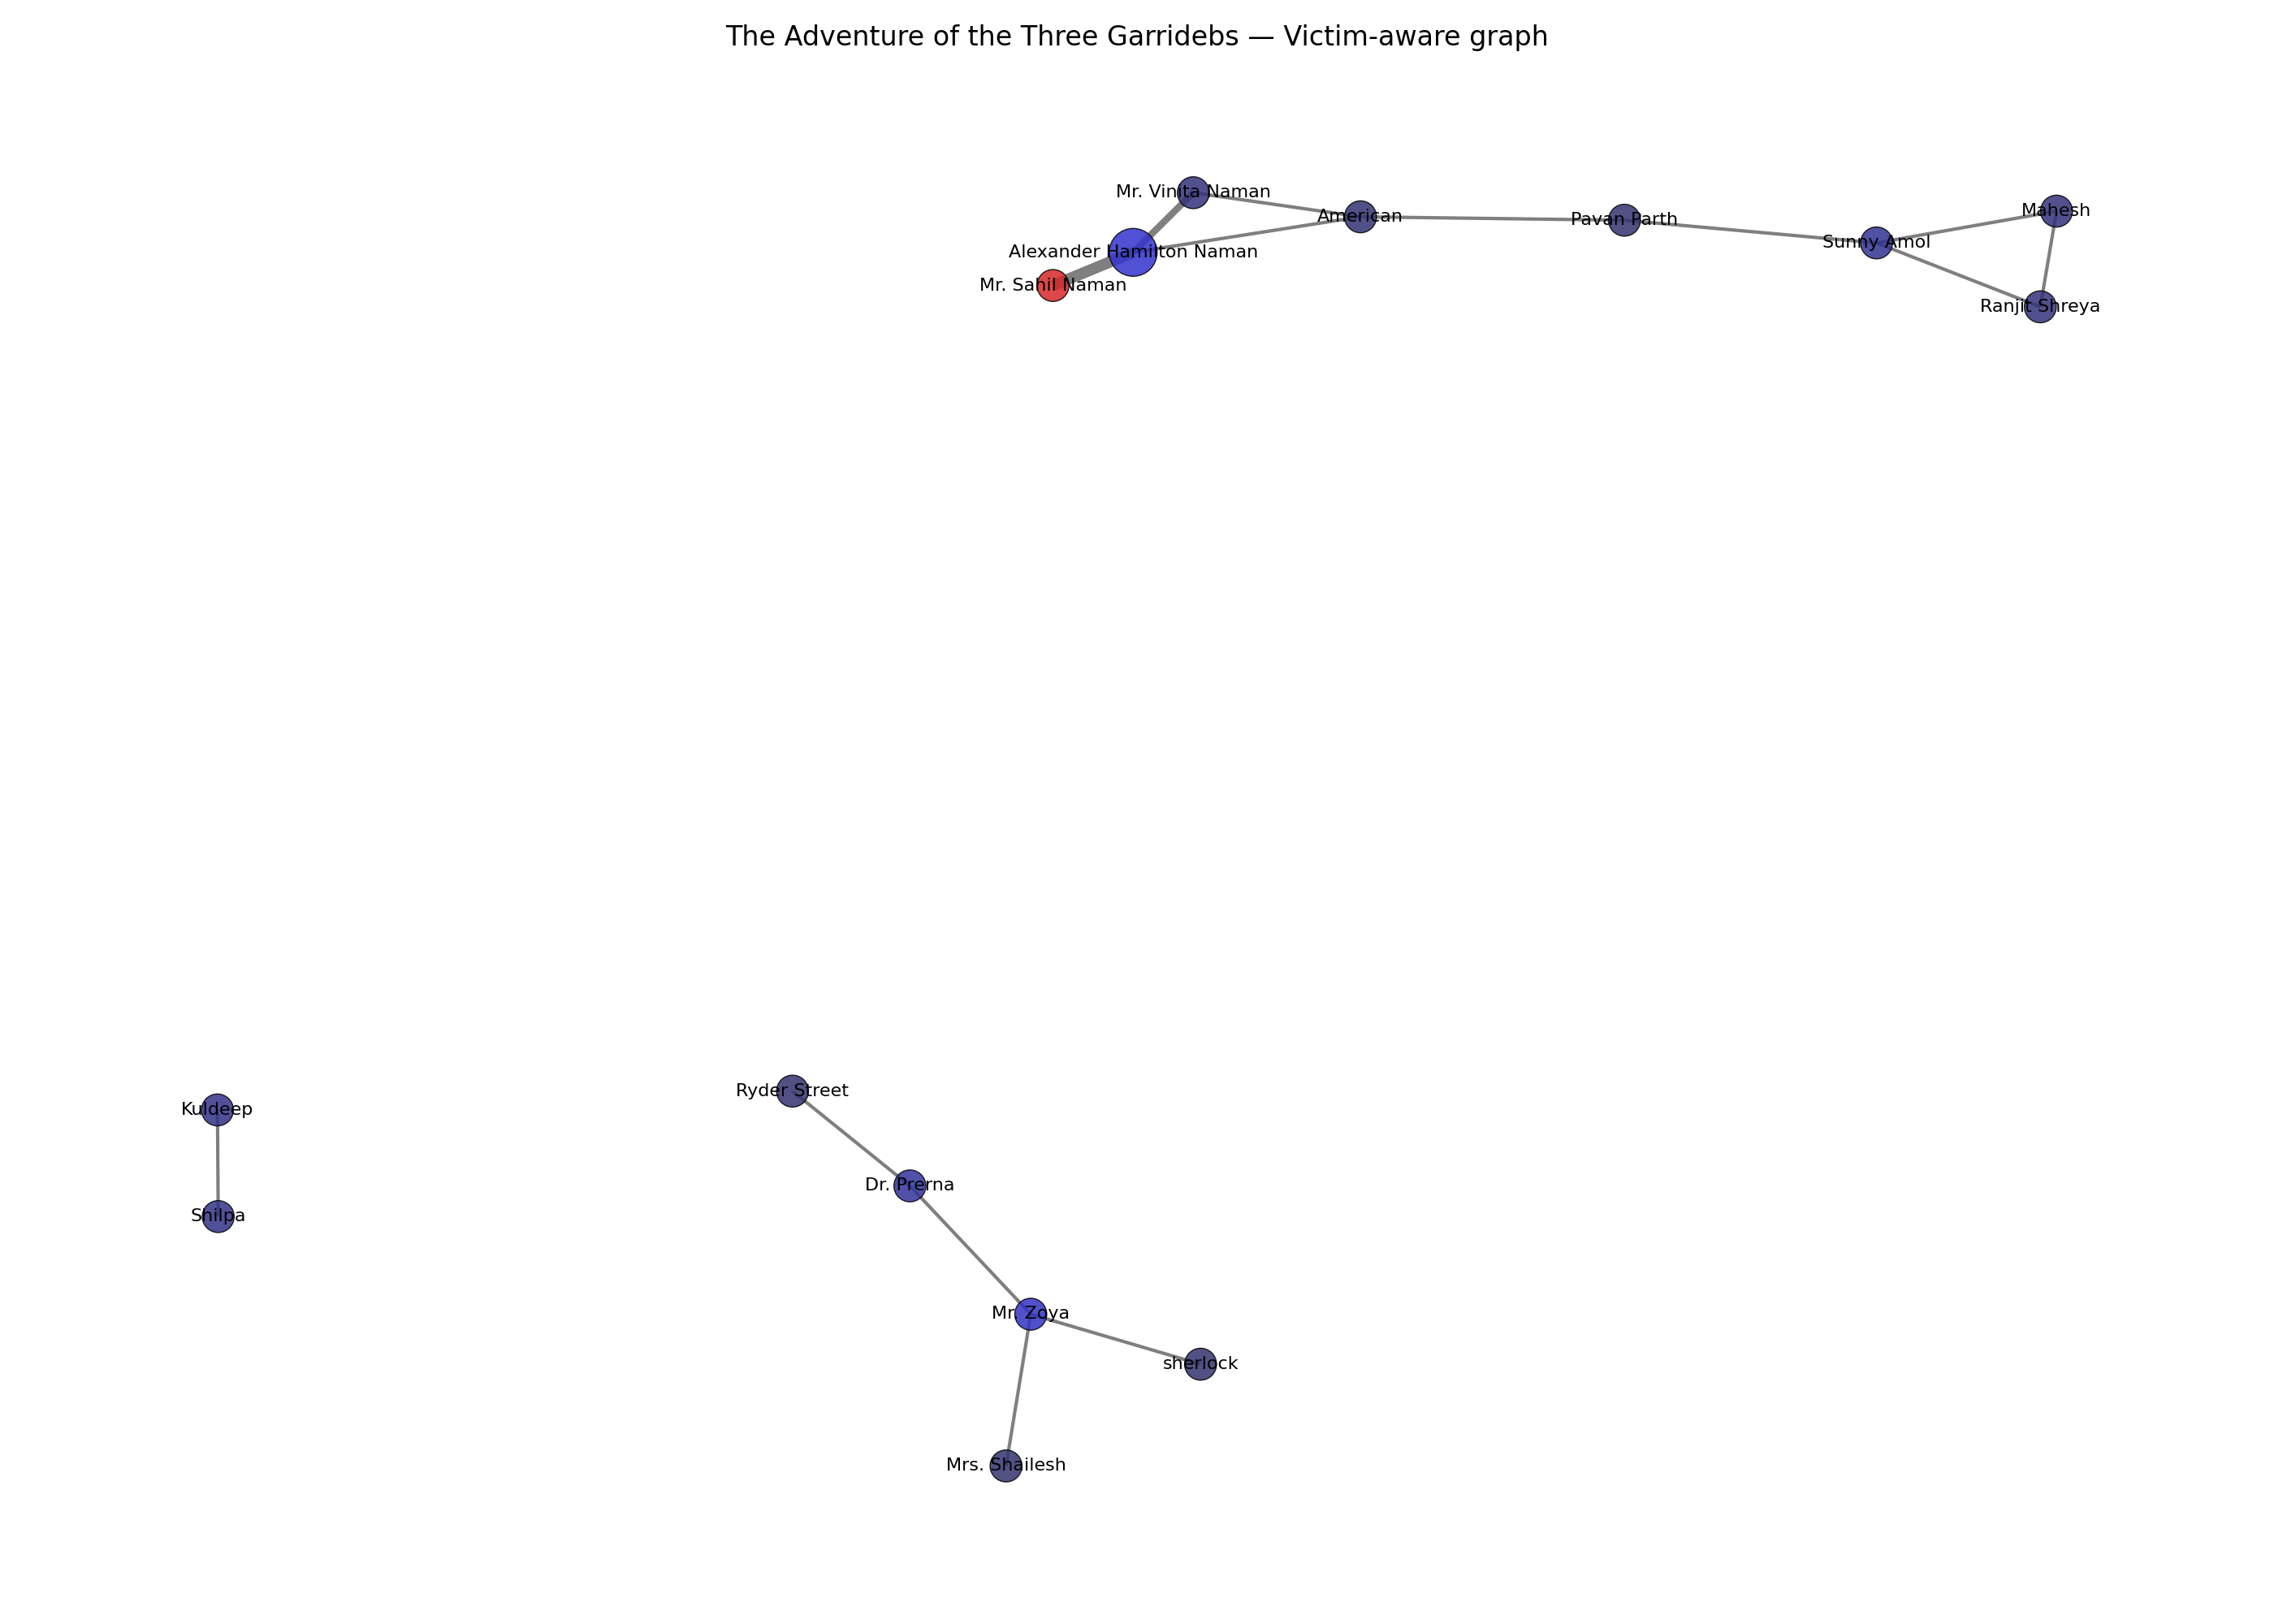 The Adventure of the Three Garridebs — Victim-aware graph
Mr. Vinita Naman
American
Pavan Parth
Mahesh
Sunny Amol
Alexander Hamilton Naman
Mr. Sahil Naman
Ranjit Shreya
Ryder Street
Kuldeep
Dr. Prerna
Shilpa
Mr. Zoya
sherlock
Mrs. Shailesh